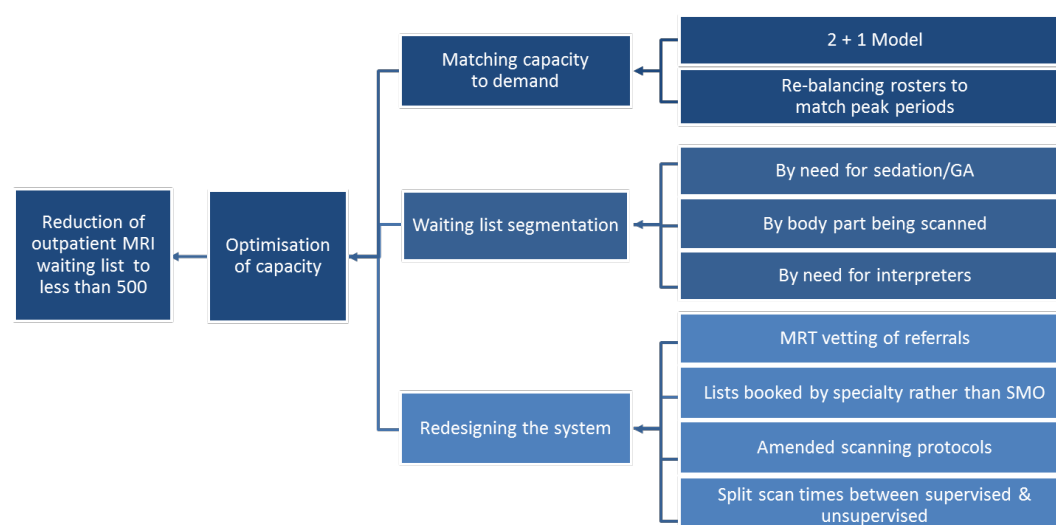 Reduction of
outpatient MRI
waiting list to
less than 500
Optimisation
of capacity
Matching capacity
to demand
2 + 1 Model
Re-balancing rosters to
match peak periods
Waiting list segmentation
By need for sedation/GA
By body part being scanned
By need for interpreters
Redesigning the system
MRT vetting of referrals
Lists booked by specialty rather than SMO
Amended scanning protocols
Split scan times between supervised &
unsupervised